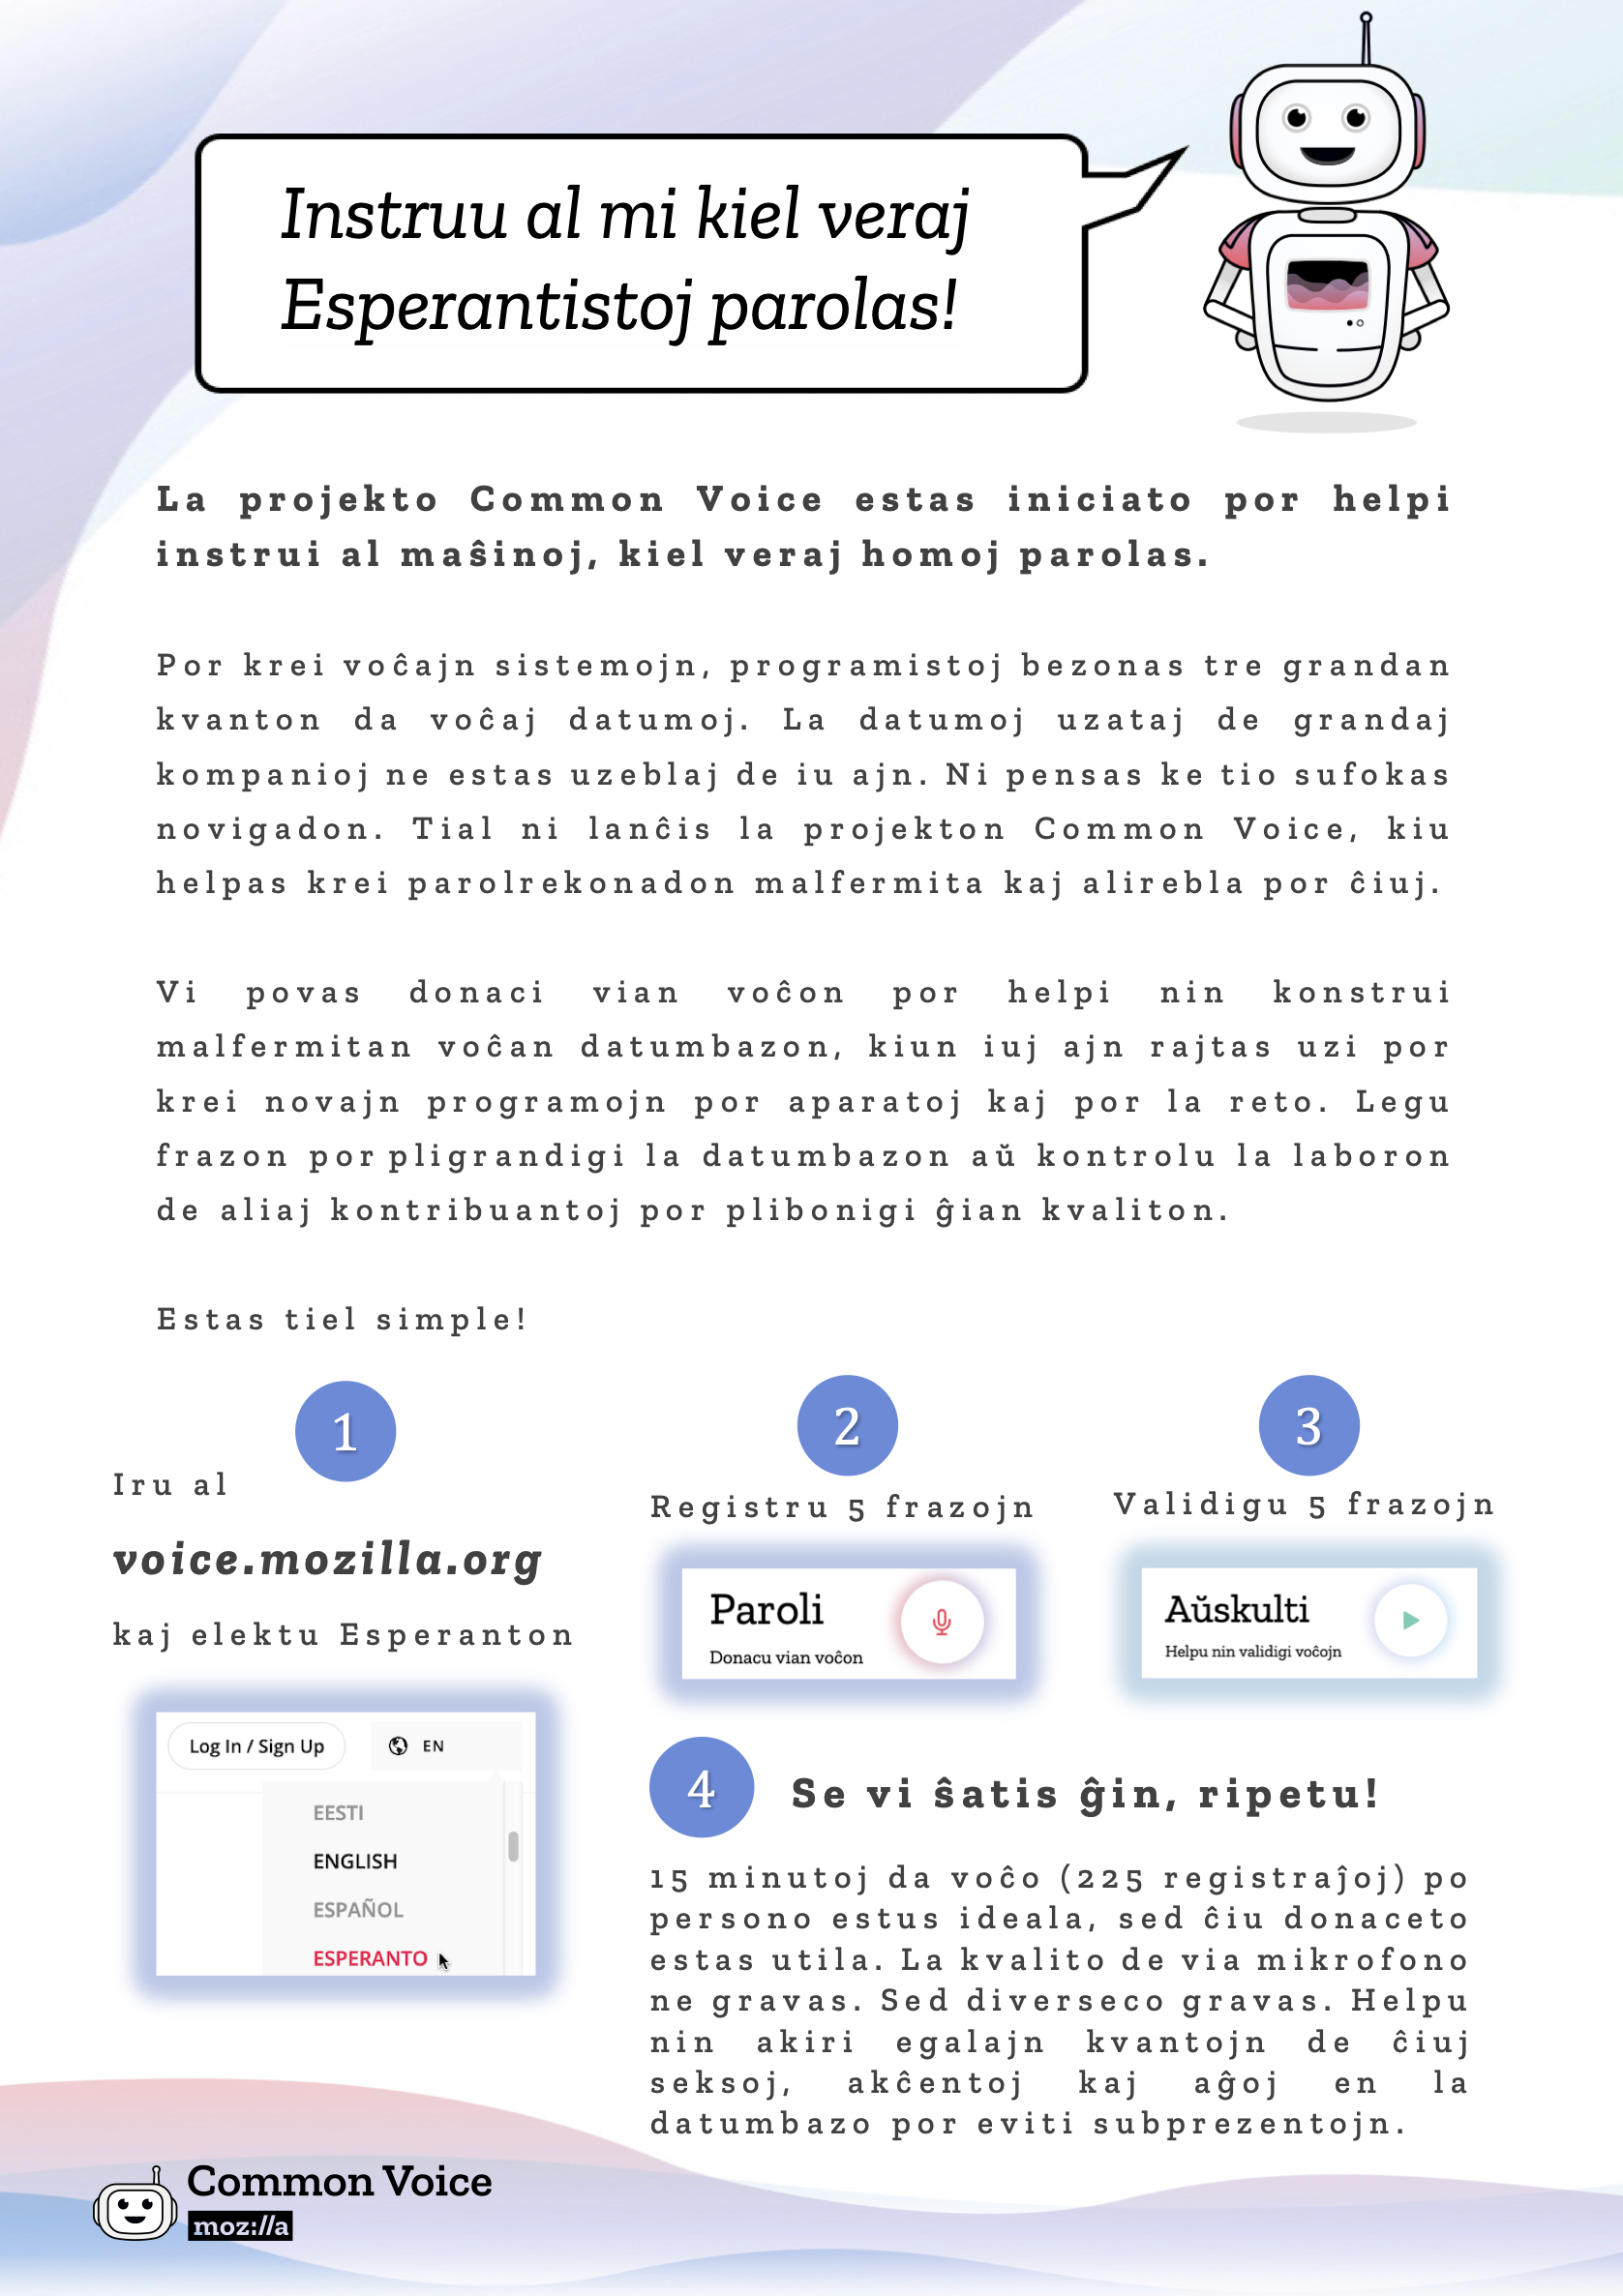 Instruu al mi kiel veraj
Esperantistoj parolas!
La projekto Common Voice estas iniciato por helpi
instrui al maŝinoj, kiel veraj homoj parolas.
Por krei voĉajn sistemojn, programistoj bezonas tre grandan
kvanton da voĉaj datumoj. La datumoj uzataj de grandaj
kompanioj ne estas uzeblaj de iu ajn. Ni pensas ke tio sufokas
novigadon. Tial ni lanĉis la projekton Common Voice, kiu
helpas krei parolrekonadon malfermita kaj alirebla por ĉiuj.
Vi povas donaci vian voĉon por helpi nin konstrui
malfermitan voĉan datumbazon, kiun iuj ajn rajtas uzi por
krei novajn programojn por aparatoj kaj por la reto. Legu
frazon por pligrandigi la datumbazon aŭ kontrolu la laboron
de aliaj kontribuantoj por plibonigi ĝian kvaliton.
Estas tiel simple!
1
Iru al
voice.mozilla.org
kaj elektu Esperanton
Log In / Sign Up
EN
EESTI
ENGLISH
ESPAÑOL
ESPERANTO
2
Registru 5 frazojn
Paroli
Donacu vian voĉon
3
Validigu 5 frazojn
Aŭskulti
Helpu nin validigi voĉojn
4
Se vi ŝatis ĝin, ripetu!
15 minutoj da voĉo (225 registraĵoj) po
persono estus ideala, sed ĉiu donaceto
estas utila. La kvalito de via mikrofono
ne gravas. Sed diverseco gravas. Helpu
nin akiri egalajn kvantojn de ĉiuj
seksoj, akĉentoj kaj aĝoj en la
datumbazo por eviti subprezentojn.
Common Voice
moz://a